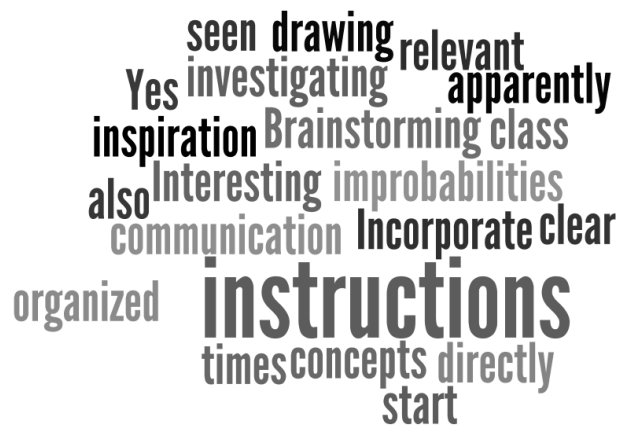 seen drawing relevant
Yes investigating apparently
inspiration Brainstorming class
also Interesting improbabilities
communication Incorporate clear
organized instructions
times concepts directly
start